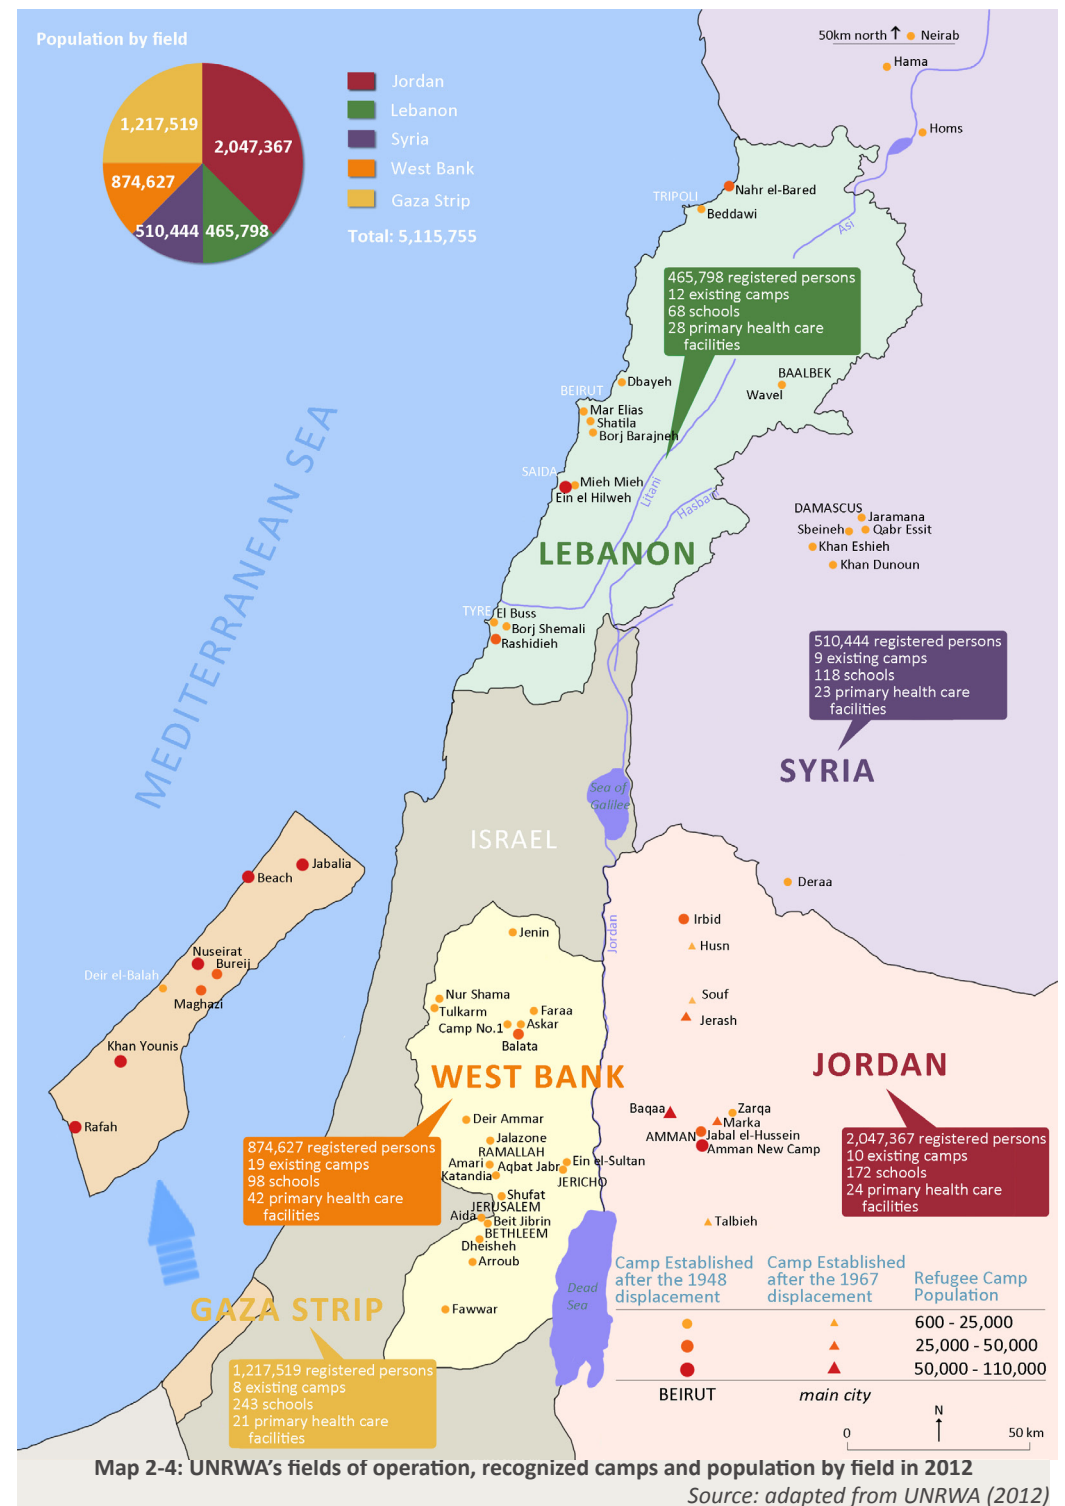 Population by field
1,217,519
2,047,367
874,627
510,444
465,798
Jordan
Lebanon
Syria
West Bank
Gaza Strip
Total: 5,115,755
50km north
Neirab
Hama
Homs
Nahr el-Bared
TRIPOLI
Beddawi
Asi
465,798 registered persons
12 existing camps
68 schools
28 primary health care
facilities
Dbayeh
BEIRUT
BAALBEK
Wavel
Mar Elias
Shatila
Borj Barajneh
SAIDA
Mieh Mieh
Ein el Hilweh
Litani
Hasbani
LEBANON
MEDITERRANEAN SEA
DAMASCUS
Jaramana
Sbeineh
Qabr Essit
Khan Eshieh
Khan Dunoun
TYRE
El Buss
Borj Shemali
Rashidieh
510,444 registered persons
9 existing camps
118 schools
23 primary health care
facilities
SYRIA
Sea of
Galilee
ISRAEL
Deraa
Jabalia
Beach
Nuseirat
Bureij
Deir el-Balah
Maghazi
Khan Younis
Rafah
Jordan
Irbid
Husn
Souf
Jerash
Jenin
Nur Shama
Tulkarm
Faraa
Camp No.1
Askar
Balata
WEST BANK
JORDAN
Baqaa
Zarqa
Marka
AMMAN
Jabal el-Hussein
Amman New Camp
Talbieh
2,047,367 registered persons
10 existing camps
172 schools
24 primary health care
facilities
Deir Ammar
Jalazone
RAMALLAH
Amari
Aqbat Jabr
Ein el-Sultan
Katandia
JERICHO
Shufat
JERUSALEM
Aida
Beit Jibrin
BETHLEEM
Dheisheh
Arroub
Fawwar
874,627 registered persons
19 existing camps
98 schools
42 primary health care
facilities
Dead
Sea
GAZA STRIP
1,217,519 registered persons
8 existing camps
243 schools
21 primary health care
facilities
Camp Established
after the 1948
displacement
Camp Established
after the 1967
displacement
Refugee Camp
Population
600 - 25,000
25,000 - 50,000
50,000 - 110,000
BEIRUT
main city
N
0
50 km
Map 2-4: UNRWA's fields of operation, recognized camps and population by field in 2012
Source: adapted from UNRWA (2012)